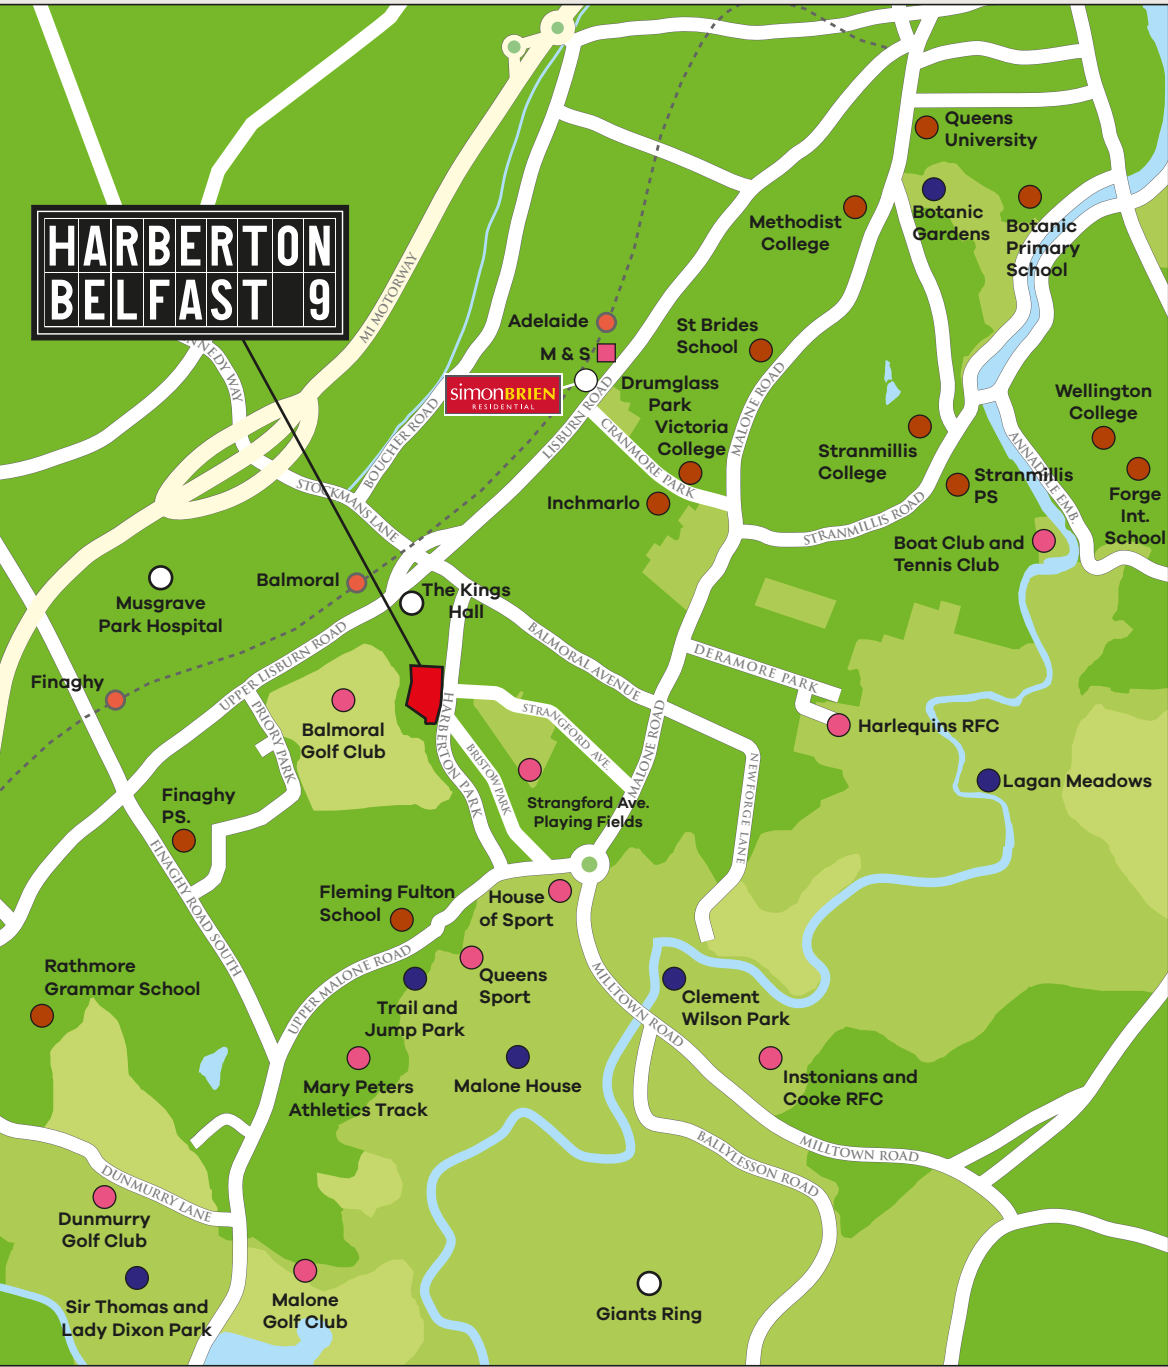 Queens
University
Botanic
Gardens
Botanic
Primary
School
Methodist
College
HARBERTON
BELFAST 9
M1 MOTORWAY
Adelaide
M & S
St Brides
School
simonBRIEN
RESIDENTIAL
Drumglass
Park
Victoria
College
LISBURN ROAD
CRANMORE PARK
MALONE ROAD
BOUCHER ROAD
STOCKMANS LANE
Wellington
College
Stranmillis
College
Stranmillis
PS
Forge
Int.
School
Inchmarlo
STRANMILLIS ROAD
Boat Club and
Tennis Club
Musgrave
Park Hospital
Balmoral
The Kings
Hall
BALMORAL AVENUE
DERAMORE PARK
UPPER LISBURN ROAD
Finaghy
PRIORY PARK
Balmoral
Golf Club
HARBERTON PARK
STRANGFORD AVE.
BRISTOW PARK
MALONE ROAD
Harlequins RFC
NEWFORGE LANE
Lagan Meadows
Finaghy
PS.
Strangford Ave.
Playing Fields
FINAGHY ROAD SOUTH
Fleming Fulton
School
House
of Sport
UPPER MALONE ROAD
Rathmore
Grammar School
Queens
Sport
Trail and
Jump Park
MILLTOWN ROAD
Clement
Wilson Park
Mary Peters
Athletics Track
Malone House
Instonians and
Cooke RFC
BALLYLESSON ROAD
MILLTOWN ROAD
DUNMURRY LANE
Dunmurry
Golf Club
Sir Thomas and
Lady Dixon Park
Malone
Golf Club
Giants Ring